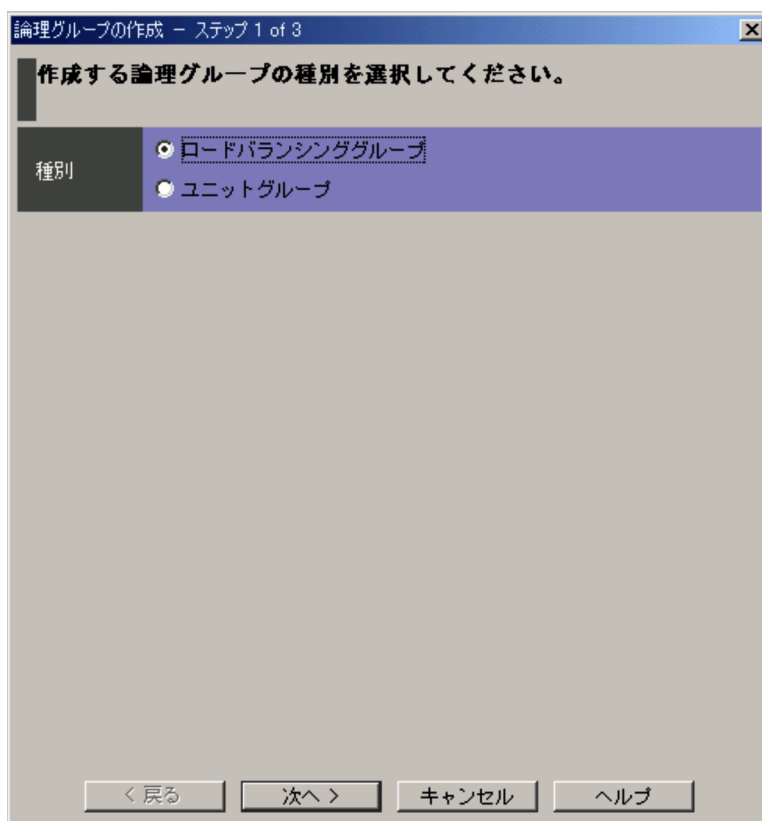 論理グループの作成 － ステップ 1 of 3
作成する論理グループの種別を選択してください。
種別
ロードバランシンググループ
ユニットグループ
< 戻る 次へ > キャンセル ヘルプ